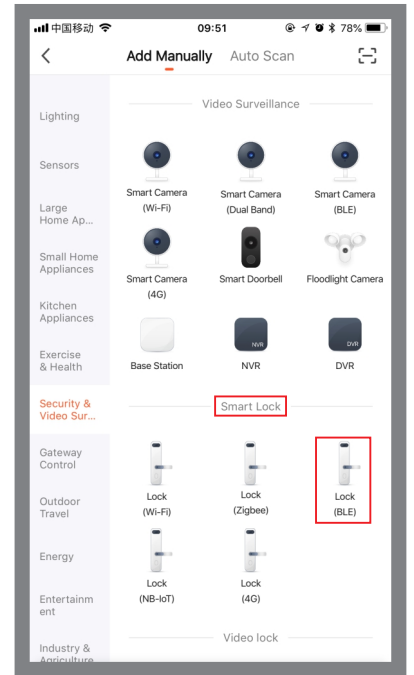 中国移动 09:51 78%
Add Manually Auto Scan
Lighting
Sensors
Large
Home Ap...
Small Home
Appliances
Kitchen
Appliances
Exercise
& Health
Security &
Video Sur...
Gateway
Control
Outdoor
Travel
Energy
Entertainm
ent
Industry &
Agriculture
Video Surveillance
Smart Camera
(Wi-Fi)
Smart Camera
(Dual Band)
Smart Camera
(BLE)
Smart Camera
(4G)
Smart Doorbell
Floodlight Camera
Base Station
NVR
NVR
DVR
DVR
Smart Lock
Lock
(Wi-Fi)
Lock
(Zigbee)
Lock
(BLE)
Lock
(NB-IoT)
Lock
(4G)
Video lock